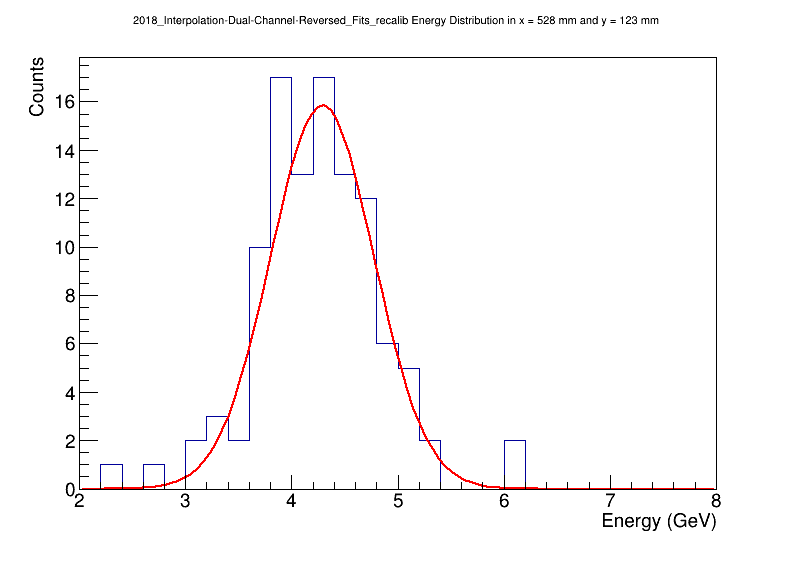 2018_Interpolation-Dual-Channel-Reversed_Fits_recalib Energy Distribution in x = 528 mm and y = 123 mm
Counts
16
14
12
10
8
6
4
2
0
2 3 4 5 6 7 8
Energy (GeV)